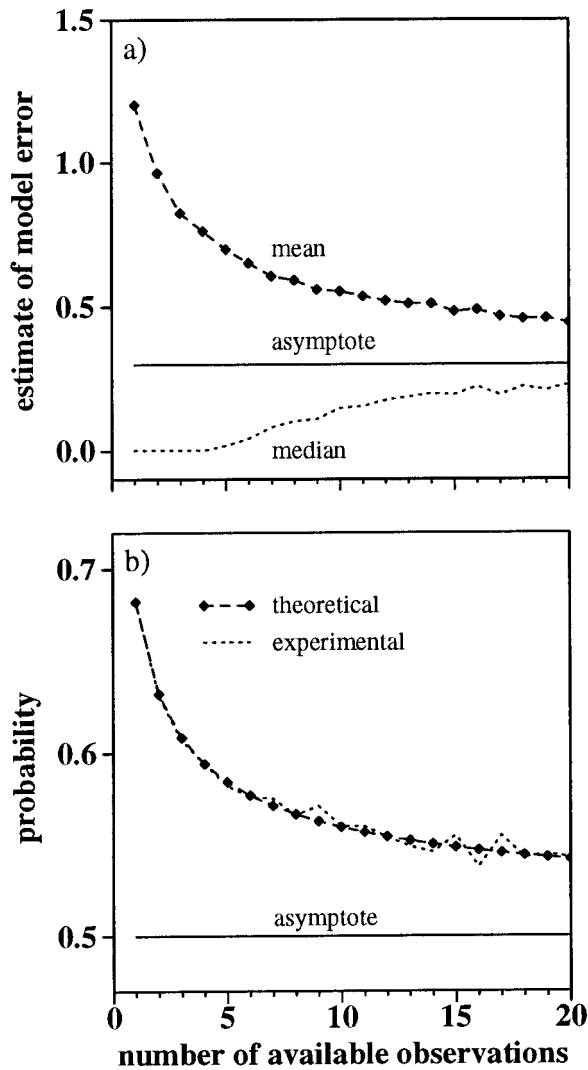 1.5
a)
1.0
mean
0.5
asymptote
0.0
median
estimate of model error
b)
0.7
theoretical
experimental
0.6
asymptote
0.5
probability
0 5 10 15 20
number of available observations